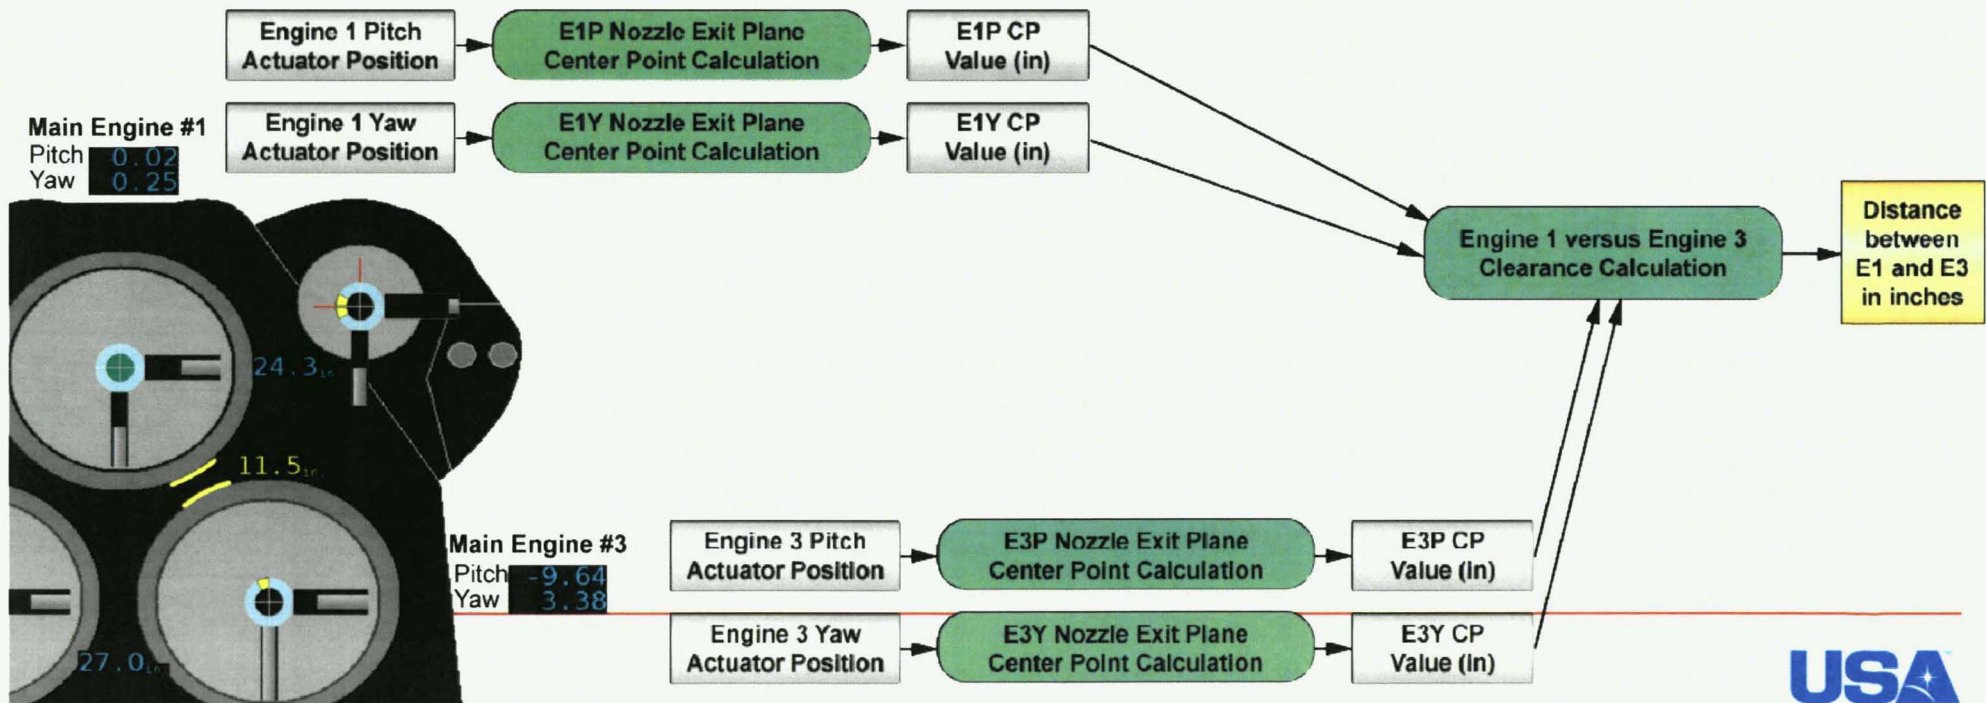 Engine 1 Pitch
Actuator Position
E1P Nozzle Exit Plane
Center Point Calculation
E1P CP
Value (in)
Main Engine #1
Pitch 0.02
Yaw 0.25
Engine 1 Yaw
Actuator Position
E1Y Nozzle Exit Plane
Center Point Calculation
E1Y CP
Value (in)
Engine 1 versus Engine 3
Clearance Calculation
Distance
between
E1 and E3
in inches
24.3in.
11.5in.
27.0in.
Main Engine #3
Pitch -9.64
Yaw 3.38
Engine 3 Pitch
Actuator Position
E3P Nozzle Exit Plane
Center Point Calculation
E3P CP
Value (in)
Engine 3 Yaw
Actuator Position
E3Y Nozzle Exit Plane
Center Point Calculation
E3Y CP
Value (in)
USA